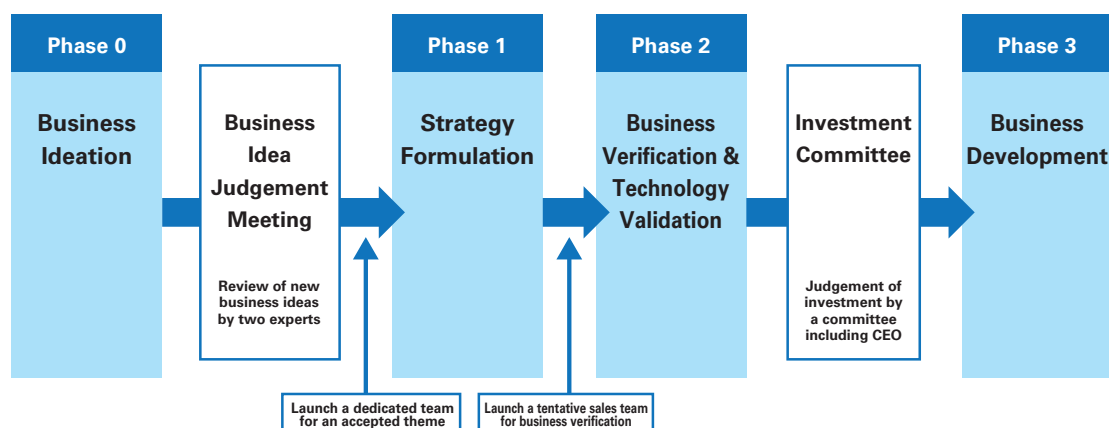 Phase 0
Business
Ideation
Business
Idea
Judgement
Meeting
Review of new
business ideas
by two experts
Launch a dedicated team
for an accepted theme
Phase 1
Strategy
Formulation
Launch a tentative sales team
for business verification
Phase 2
Business
Verification &
Technology
Validation
Investment
Committee
Judgement of
investment by
a committee
including CEO
Phase 3
Business
Development